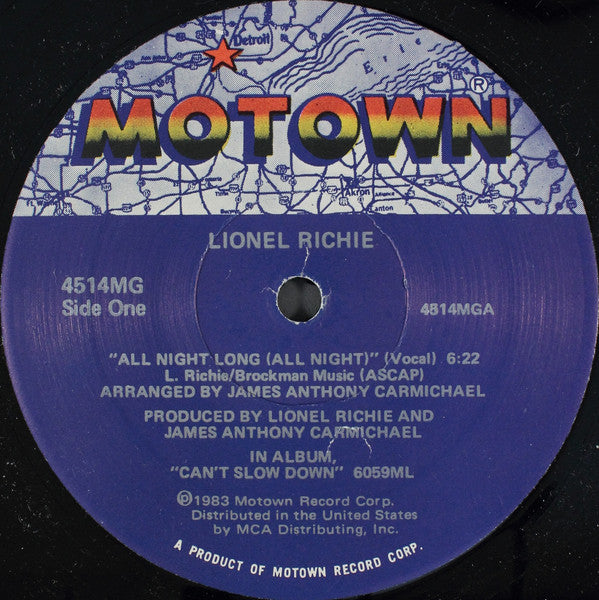 Detroit
Erie
MOTOWN®
Akron
Canton
LIONEL RICHIE
4514MG
Side One
4514MGA
"ALL NIGHT LONG (ALL NIGHT)" (Vocal) 6:22
L. Richie/Brockman Music (ASCAP)
ARRANGED BY JAMES ANTHONY CARMICHAEL
PRODUCED BY LIONEL RICHIE AND
JAMES ANTHONY CARMICHAEL
IN ALBUM,
"CAN'T SLOW DOWN" 6059ML
℗1983 Motown Record Corp.
Distributed in the United States
by MCA Distributing, Inc.
A PRODUCT OF MOTOWN RECORD CORP.